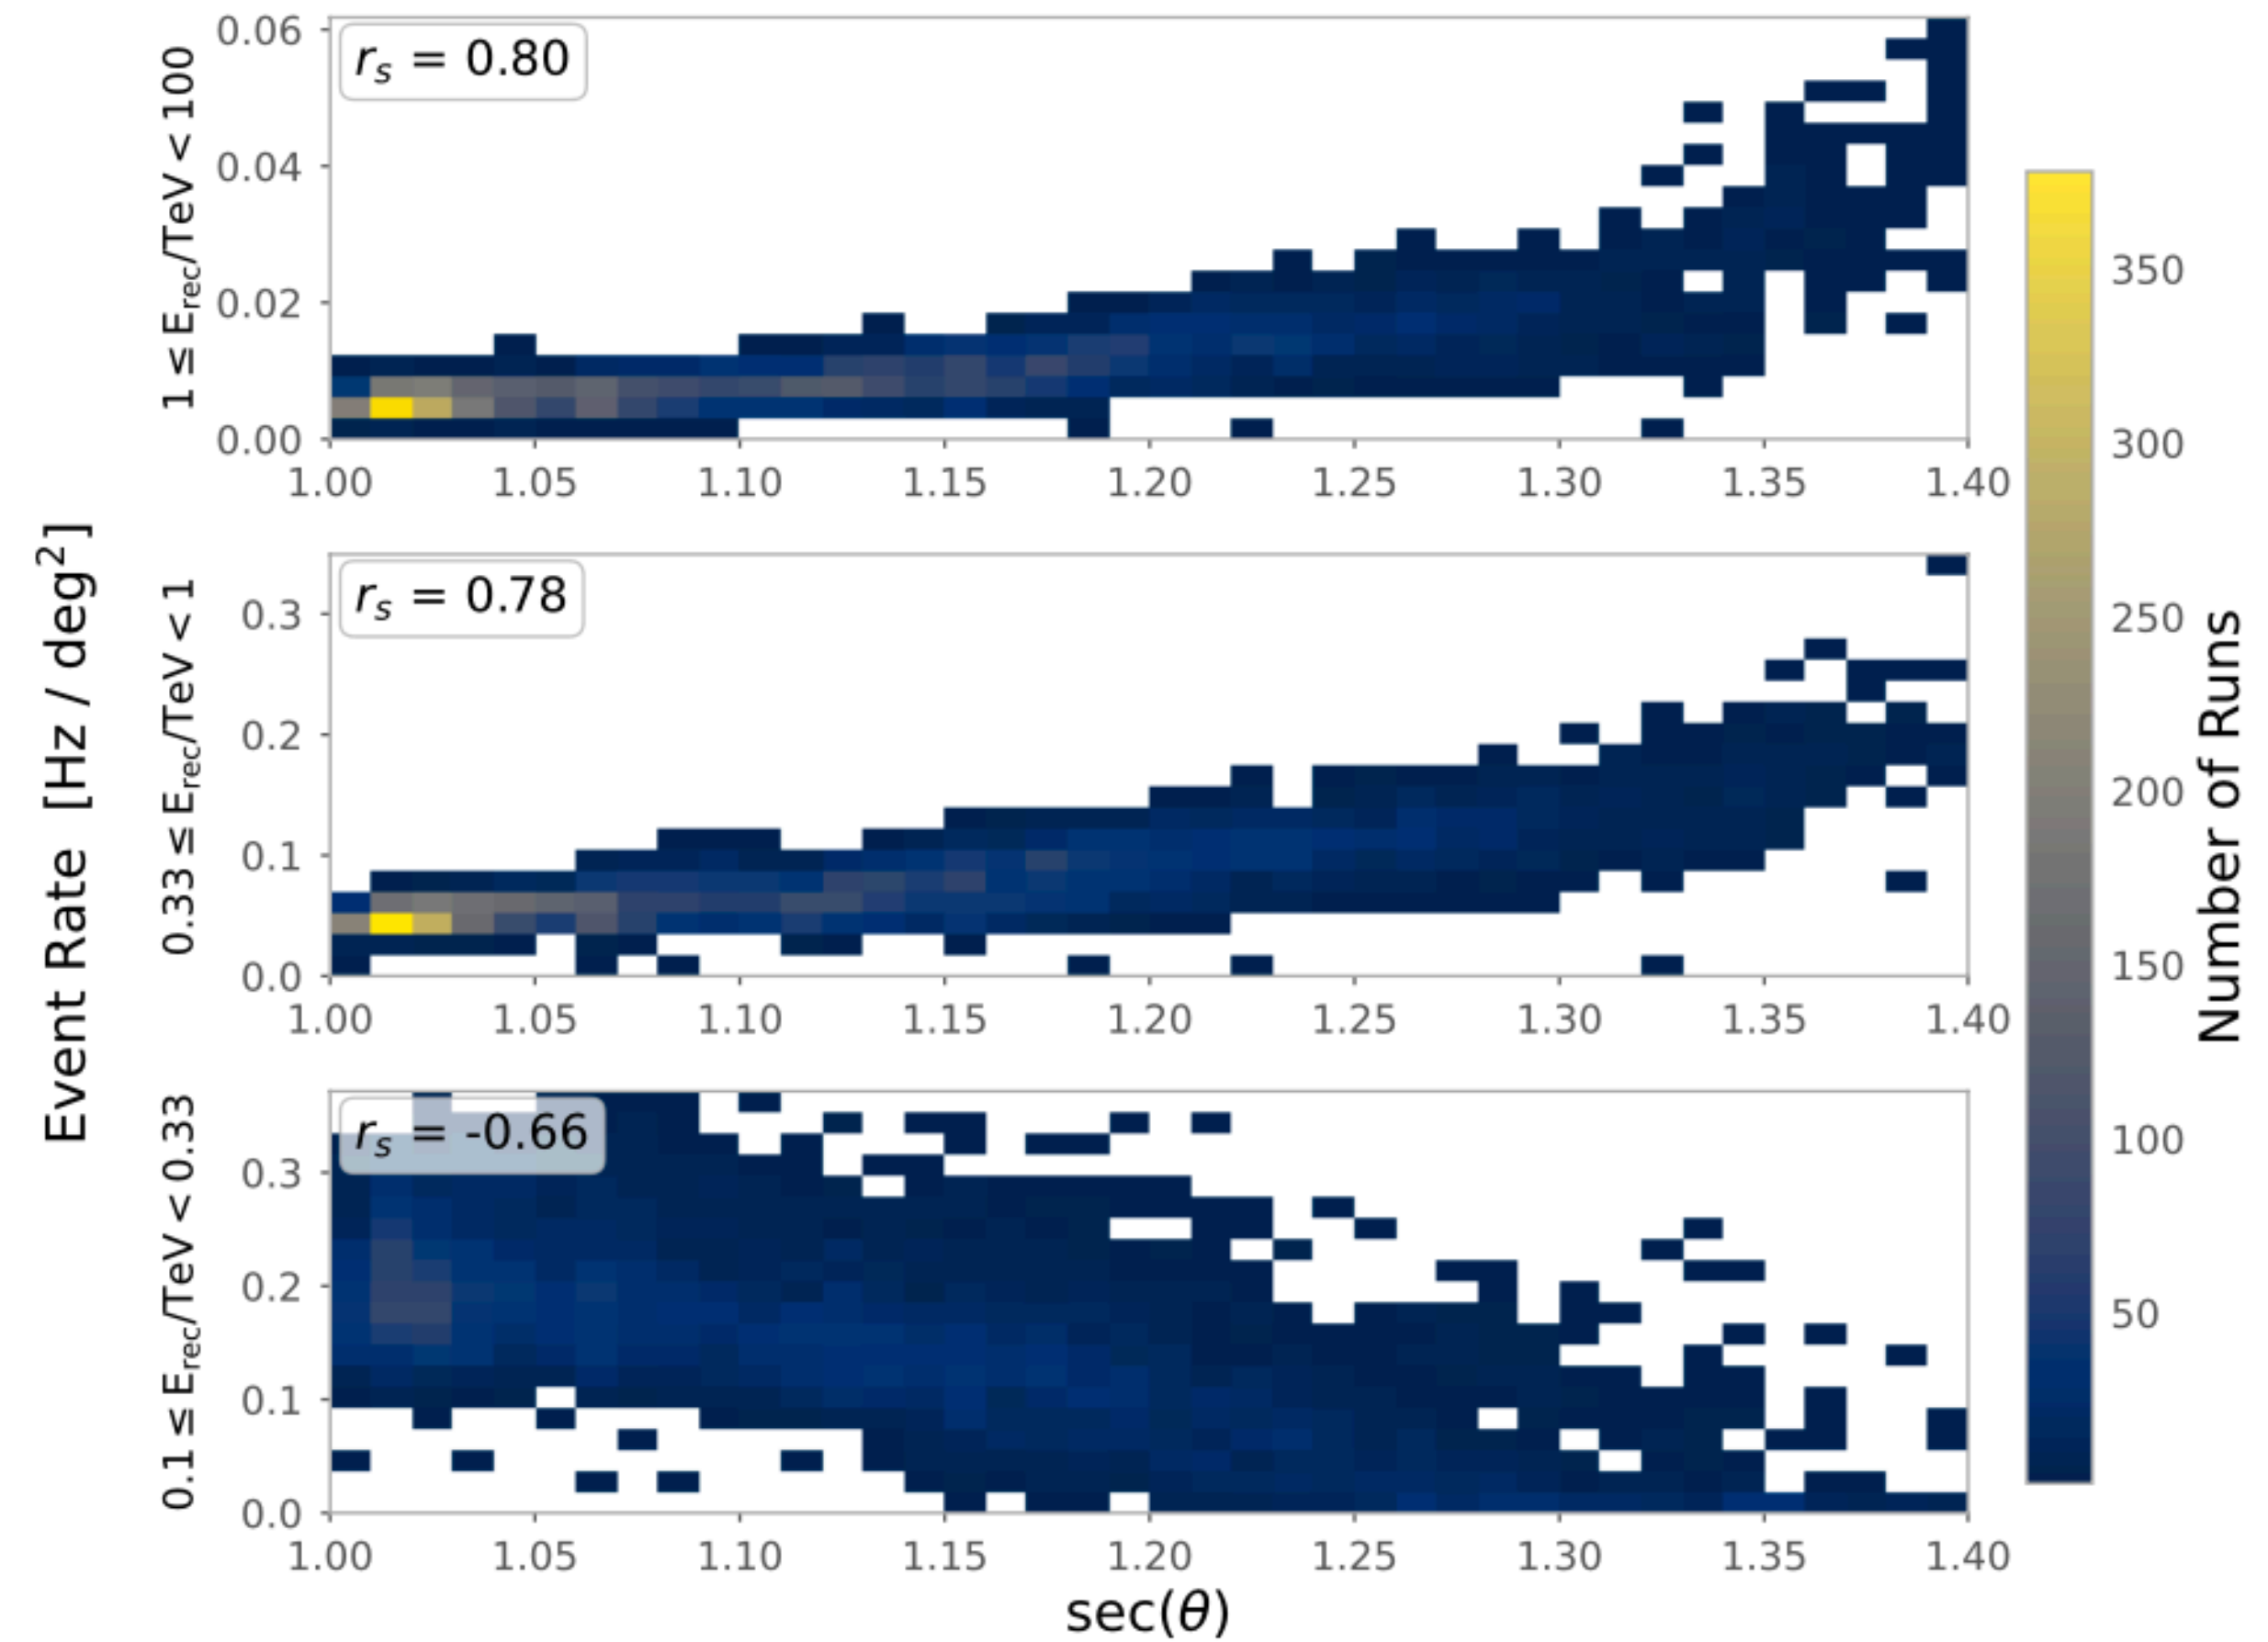 Event Rate [Hz / deg²]
1 ≤ E_rec/TeV < 100
r_s = 0.80
0.06
0.04
0.02
0.00
1.00 1.05 1.10 1.15 1.20 1.25 1.30 1.35 1.40
0.33 ≤ E_rec/TeV < 1
r_s = 0.78
0.3
0.2
0.1
0.0
1.00 1.05 1.10 1.15 1.20 1.25 1.30 1.35 1.40
0.1 ≤ E_rec/TeV < 0.33
r_s = -0.66
0.3
0.2
0.1
0.0
1.00 1.05 1.10 1.15 1.20 1.25 1.30 1.35 1.40
sec(θ)
350
300
250
200
150
100
50
Number of Runs